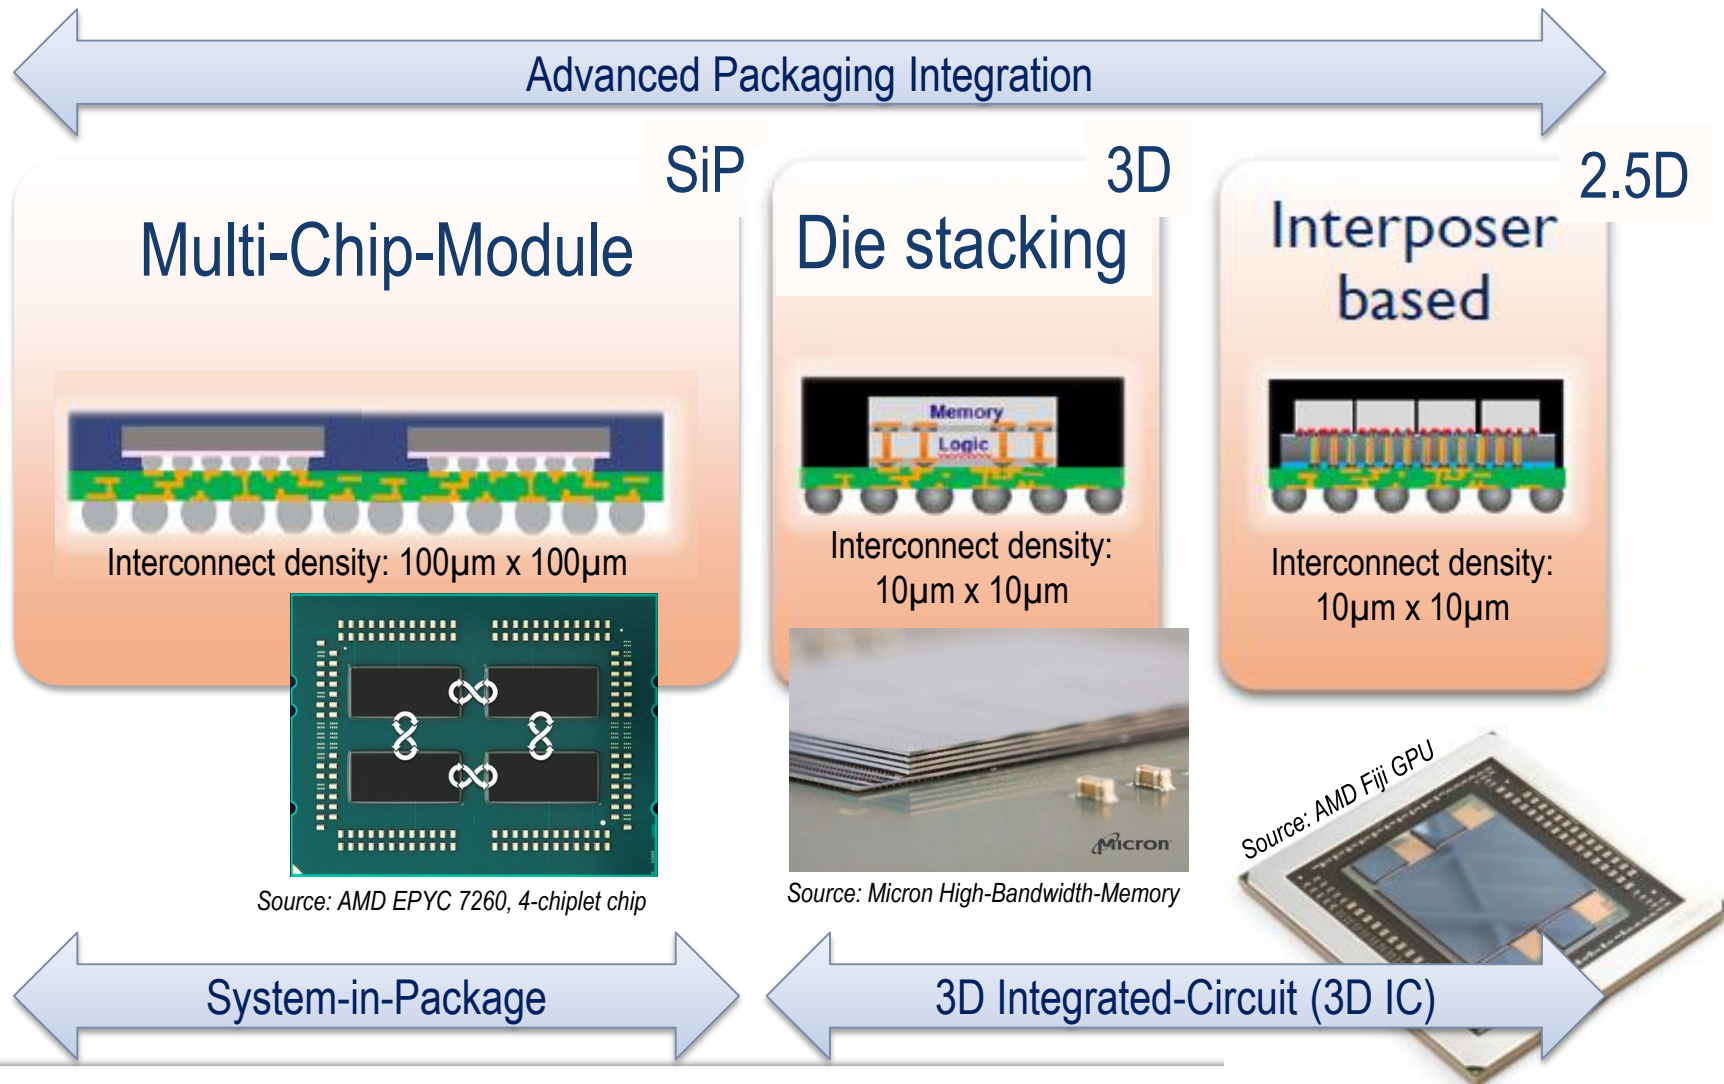 Advanced Packaging Integration
SiP
Multi-Chip-Module
Interconnect density: 100µm x 100µm
Source: AMD EPYC 7260, 4-chiplet chip
3D
Die stacking
Memory
Logic
Interconnect density:
10µm x 10µm
Micron
Source: Micron High-Bandwidth-Memory
2.5D
Interposer
based
Interconnect density:
10µm x 10µm
Source: AMD Fiji GPU
System-in-Package
3D Integrated-Circuit (3D IC)